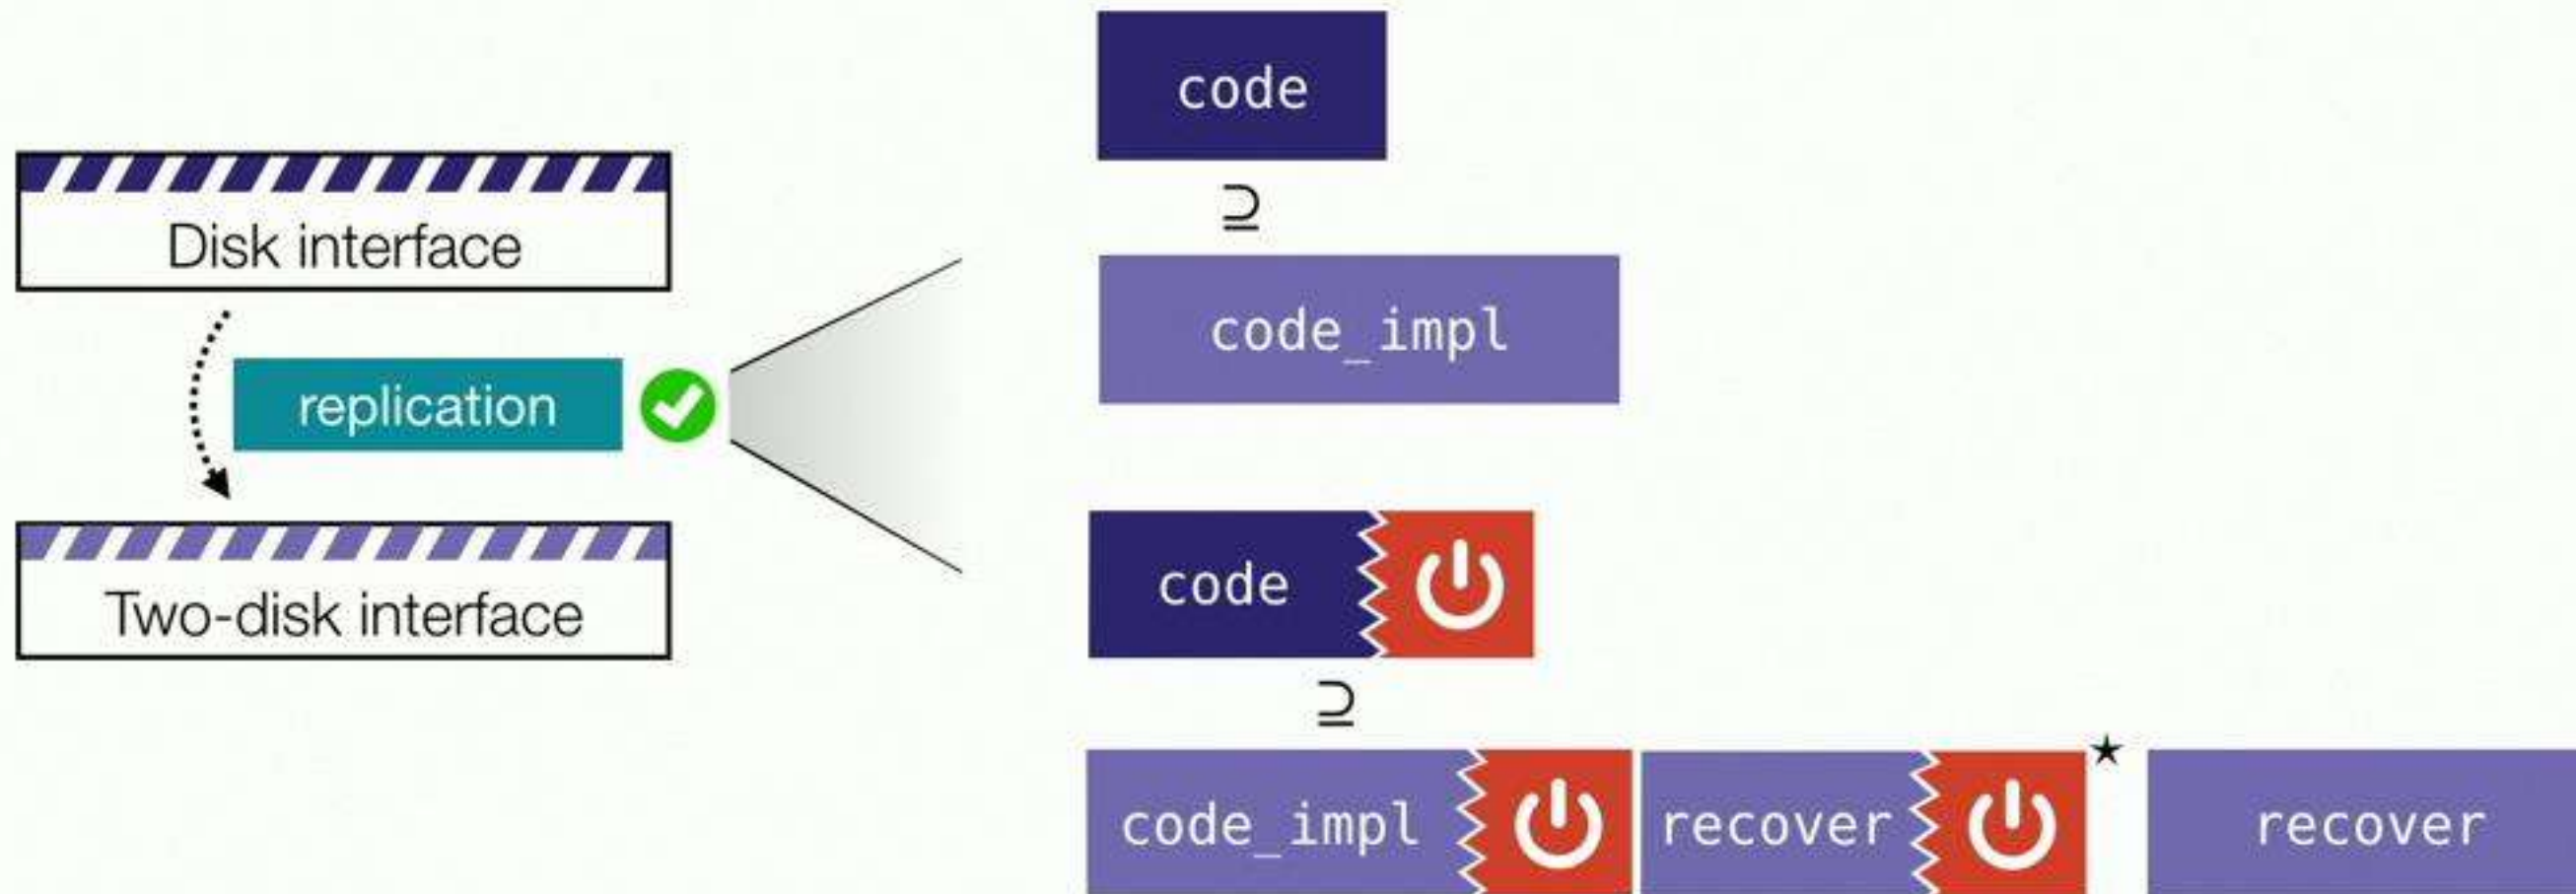 Disk interface
replication
Two-disk interface
code
⊇
code_impl
code
⊇
code_impl recover ★ recover